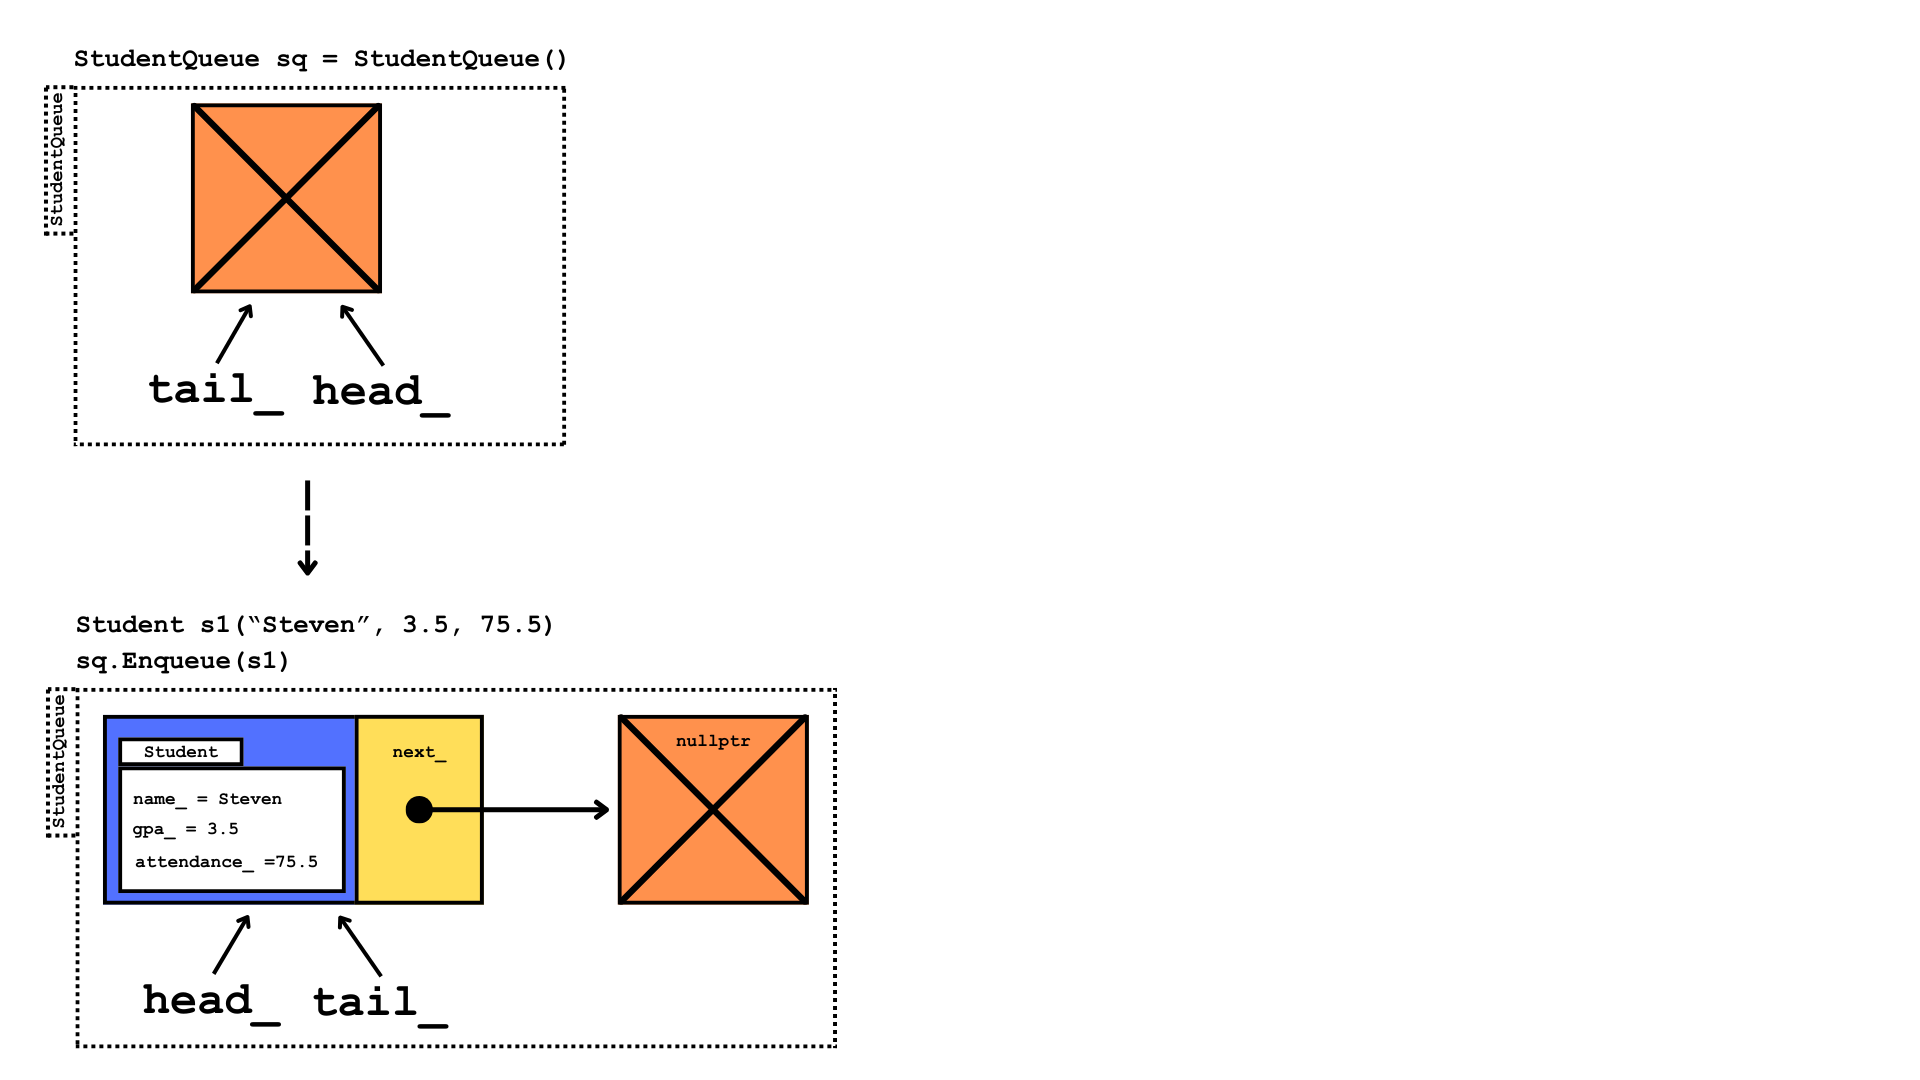 StudentQueue sq = StudentQueue()
StudentQueue
tail_ head_
Student s1(“Steven”, 3.5, 75.5)
sq.Enqueue(s1)
StudentQueue
Student
next_
nullptr
name_ = Steven
gpa_ = 3.5
attendance_ =75.5
head_ tail_